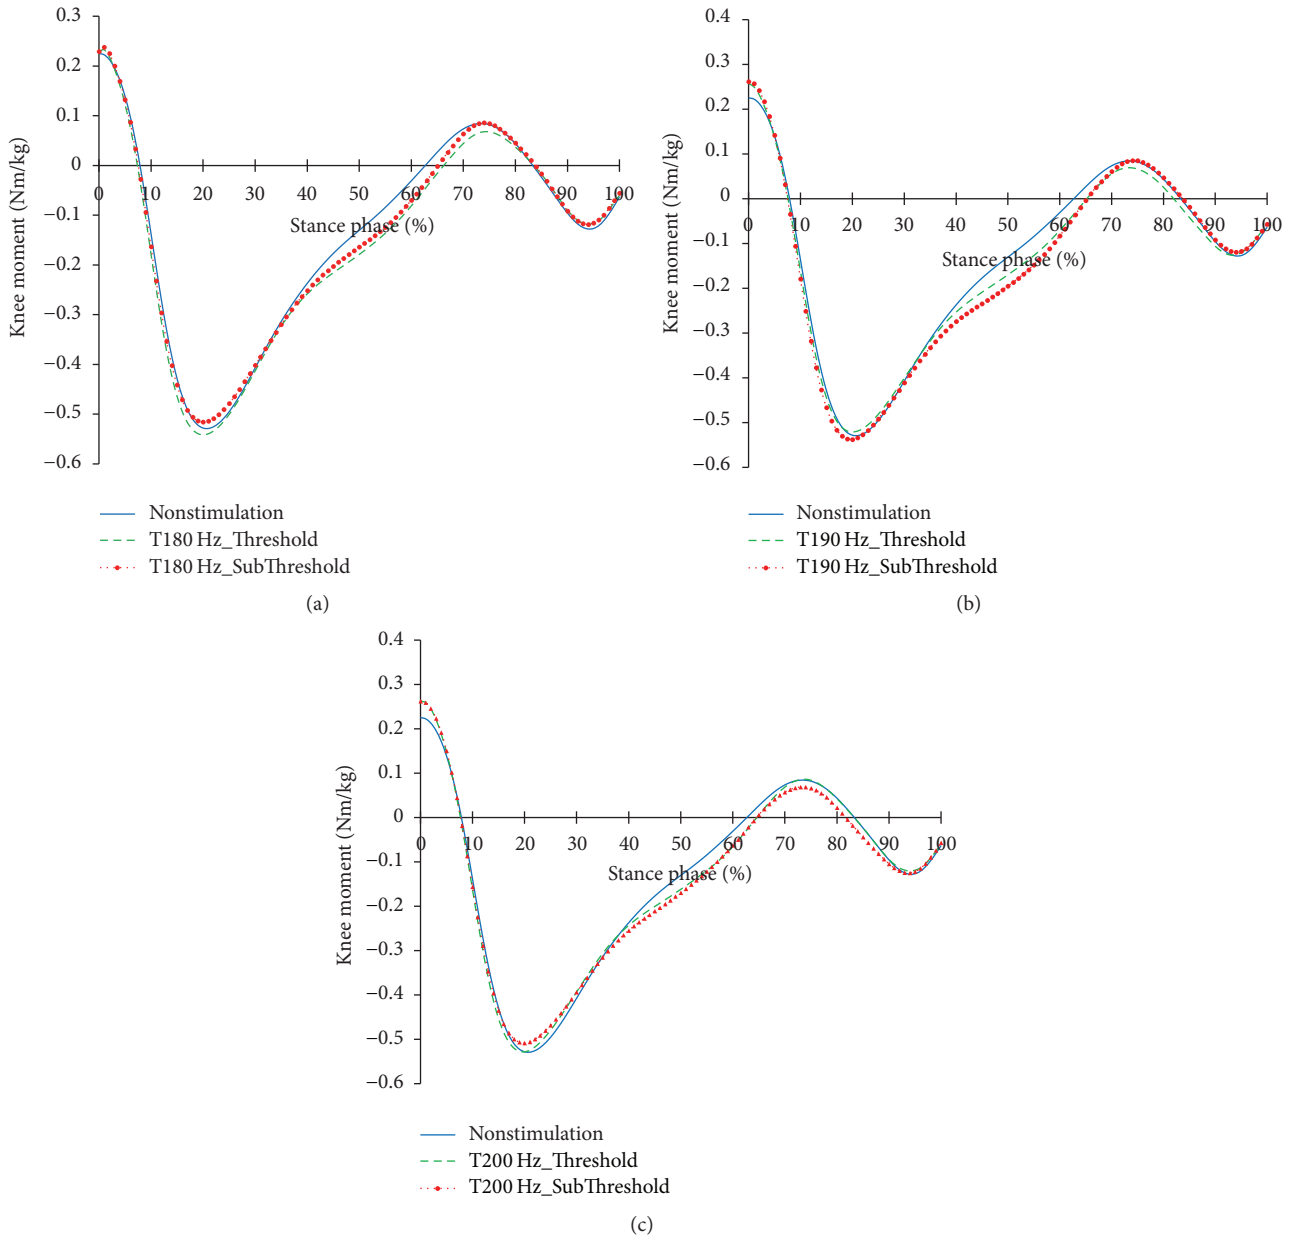 0.3
0.2
0.1
0
−0.1
−0.2
−0.3
−0.4
−0.5
−0.6
Knee moment (Nm/kg)
0 10 20 30 40 50 60 70 80 90 100
Stance phase (%)
Nonstimulation
T180 Hz_Threshold
T180 Hz_SubThreshold
(a)
0.4
0.3
0.2
0.1
0
−0.1
−0.2
−0.3
−0.4
−0.5
−0.6
Knee moment (Nm/kg)
0 10 20 30 40 50 60 70 80 90 100
Stance phase (%)
Nonstimulation
T190 Hz_Threshold
T190 Hz_SubThreshold
(b)
0.4
0.3
0.2
0.1
0
−0.1
−0.2
−0.3
−0.4
−0.5
−0.6
Knee moment (Nm/kg)
0 10 20 30 40 50 60 70 80 90 100
Stance phase (%)
Nonstimulation
T200 Hz_Threshold
T200 Hz_SubThreshold
(c)